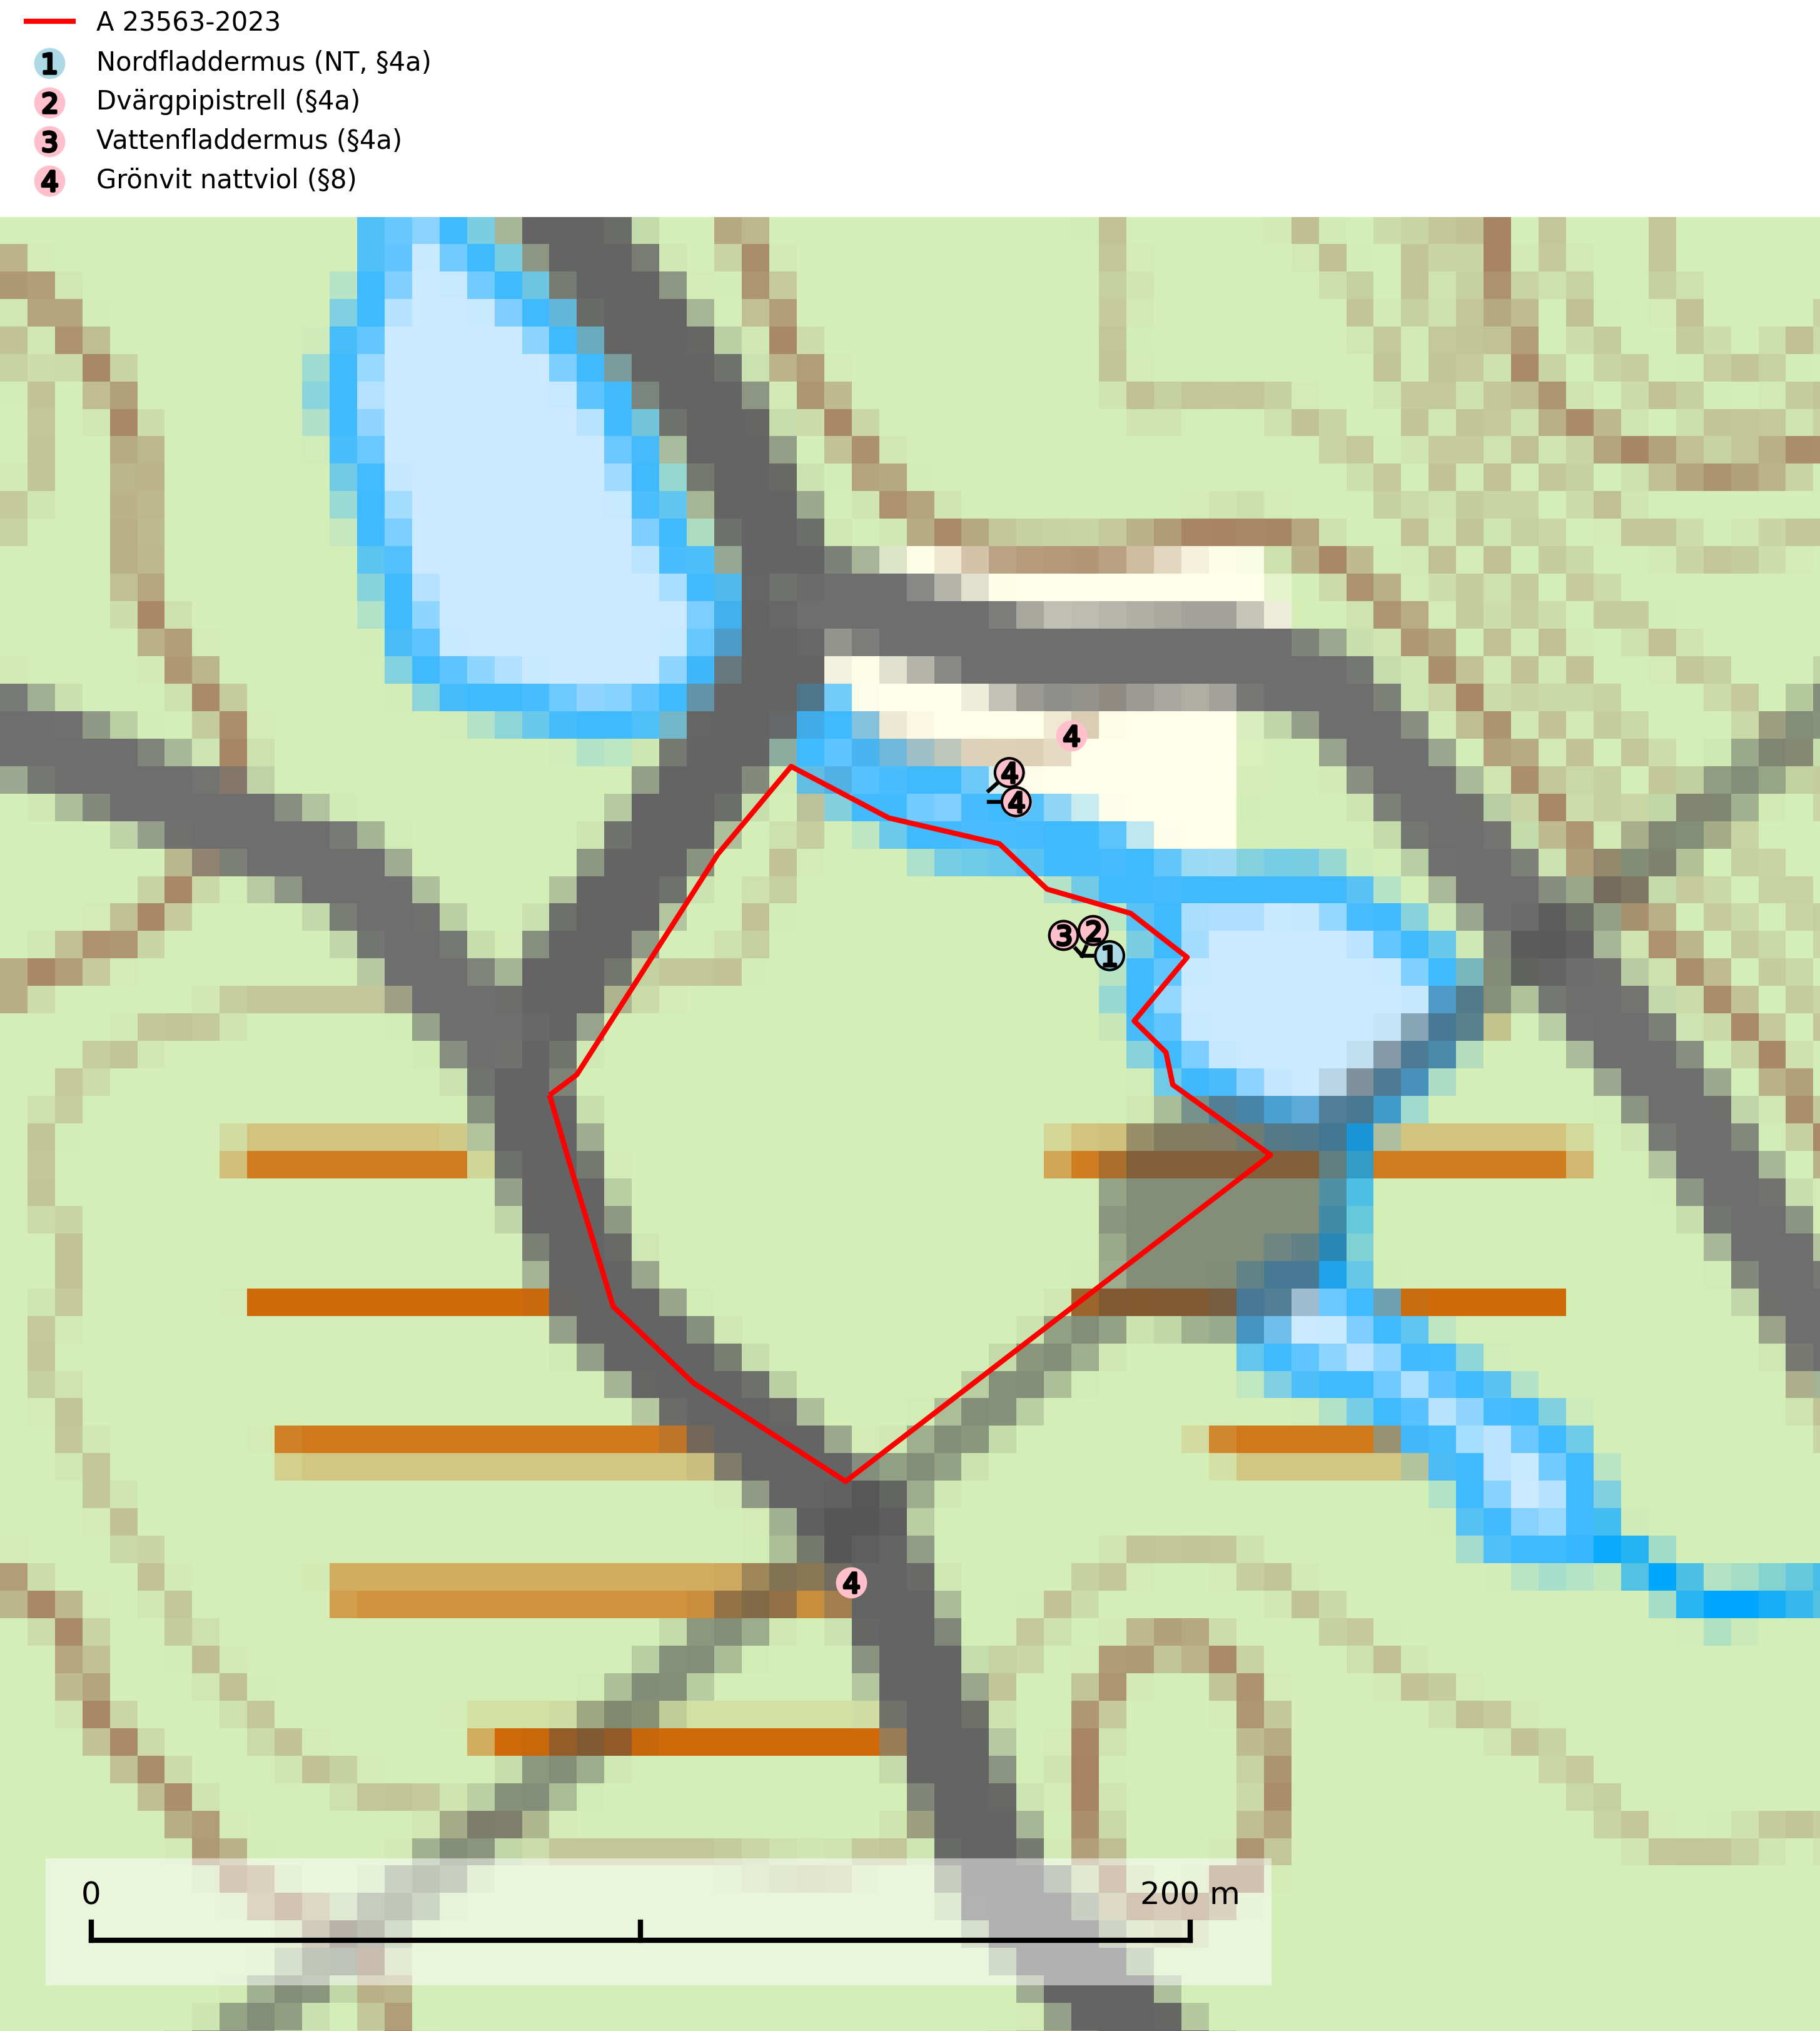 A 23563-2023
1 Nordfladdermus (NT, §4a)
2 Dvärgpipistrell (§4a)
3 Vattenfladdermus (§4a)
4 Grönvit nattviol (§8)
4
4
4
3 2
1
4
0 200 m